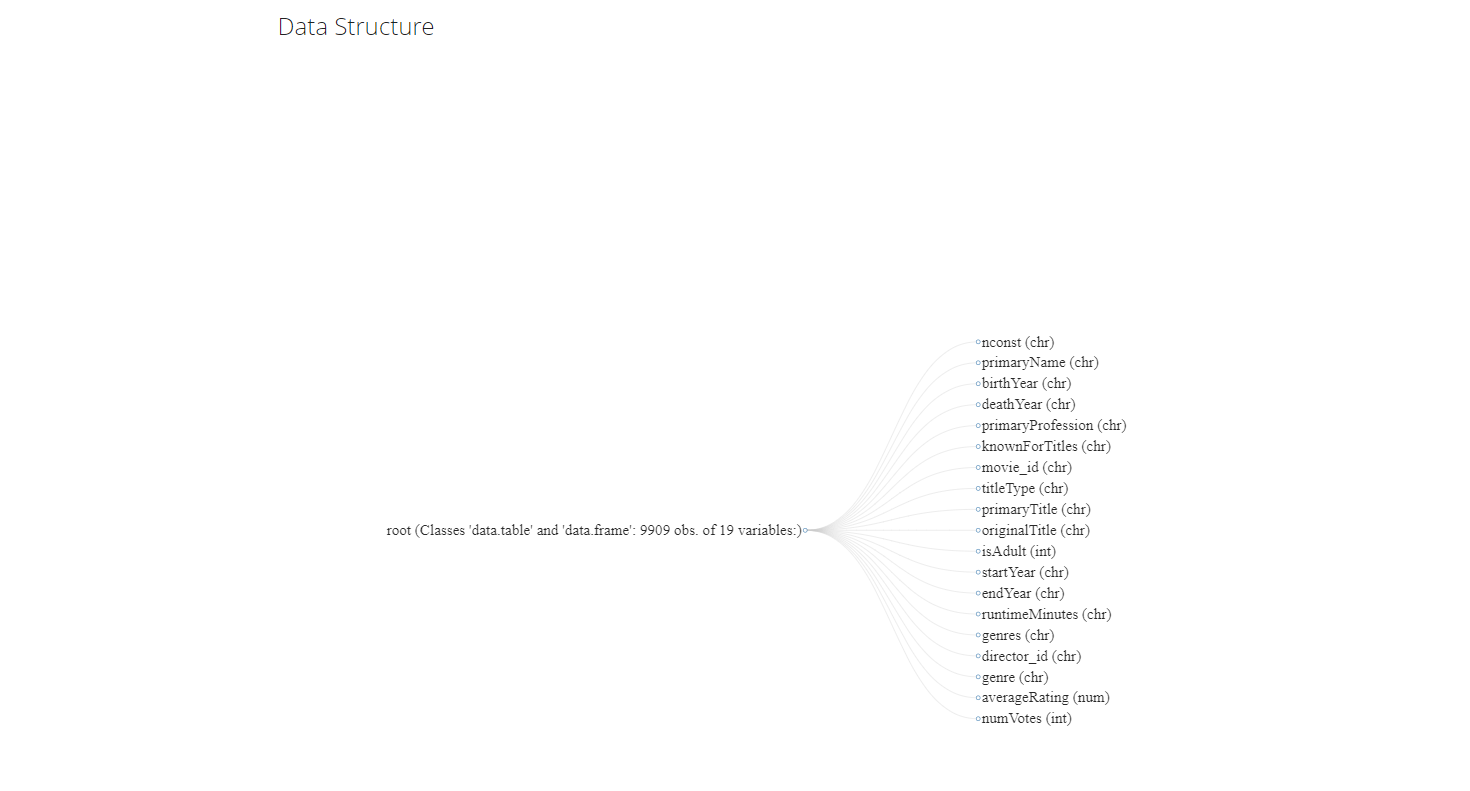 Data Structure
nconst (chr)
primaryName (chr)
birthYear (chr)
deathYear (chr)
primaryProfession (chr)
knownForTitles (chr)
movie_id (chr)
titleType (chr)
primaryTitle (chr)
root (Classes 'data.table' and 'data.frame': 9909 obs. of 19 variables:)
originalTitle (chr)
isAdult (int)
startYear (chr)
endYear (chr)
runtimeMinutes (chr)
genres (chr)
director_id (chr)
genre (chr)
averageRating (num)
numVotes (int)